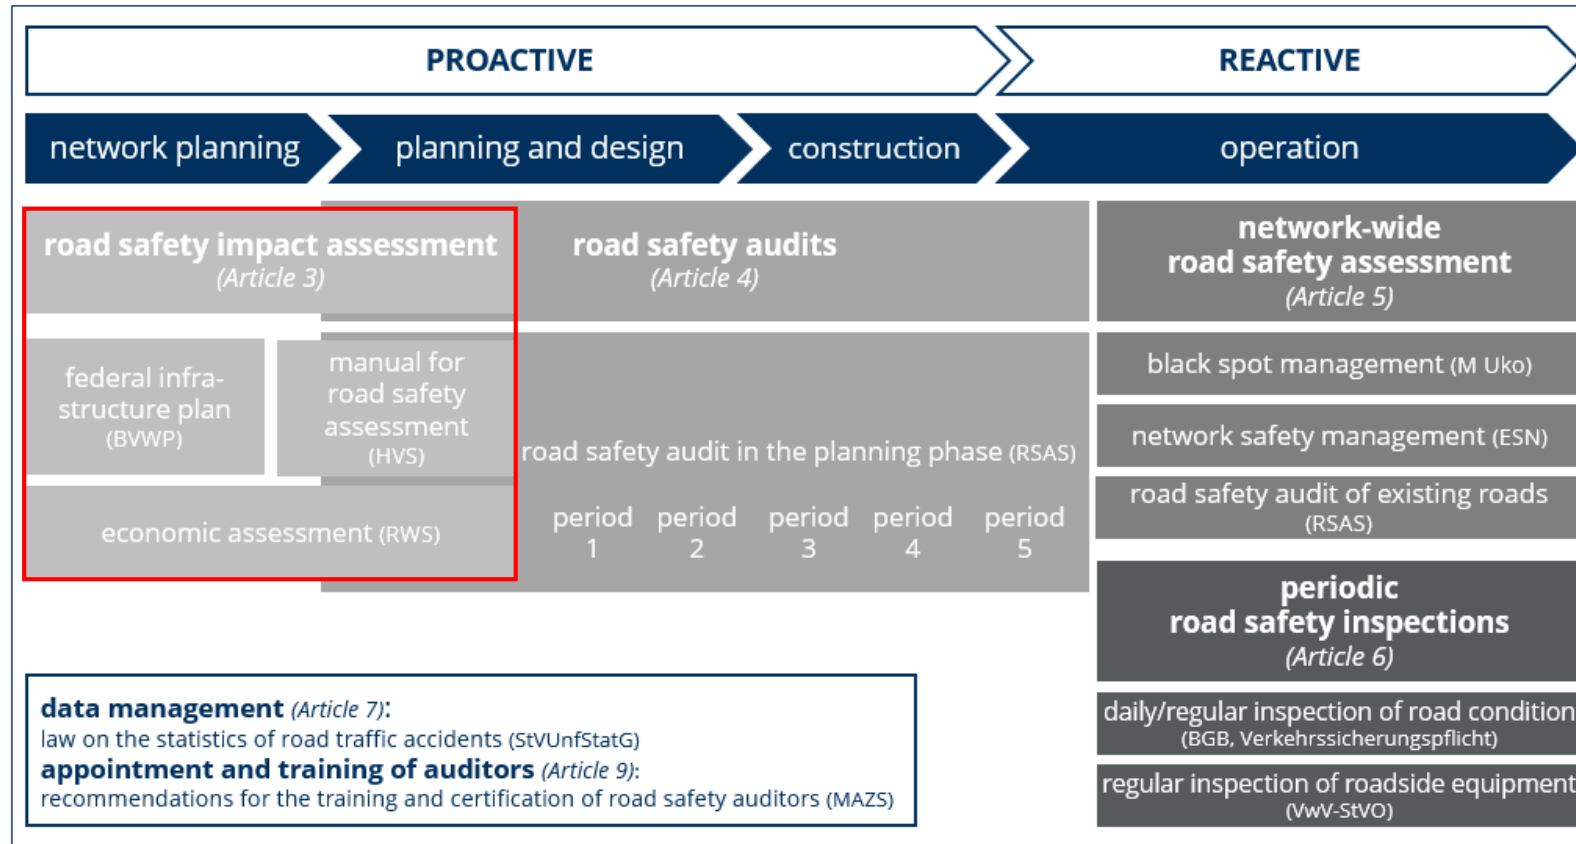 PROACTIVE
REACTIVE
network planning
planning and design
construction
operation
road safety impact assessment
(Article 3)
road safety audits
(Article 4)
network-wide
road safety assessment
(Article 5)
federal infra-
structure plan
(BVWP)
manual for
road safety
assessment
(HVS)
economic assessment (RWS)
road safety audit in the planning phase (RSAS)
period
1
period
2
period
3
period
4
period
5
black spot management (M Uko)
network safety management (ESN)
road safety audit of existing roads
(RSAS)
periodic
road safety inspections
(Article 6)
daily/regular inspection of road condition
(BGB, Verkehrssicherungspflicht)
regular inspection of roadside equipment
(VwV-StVO)
data management (Article 7):
law on the statistics of road traffic accidents (StVUnfStatG)
appointment and training of auditors (Article 9):
recommendations for the training and certification of road safety auditors (MAZS)